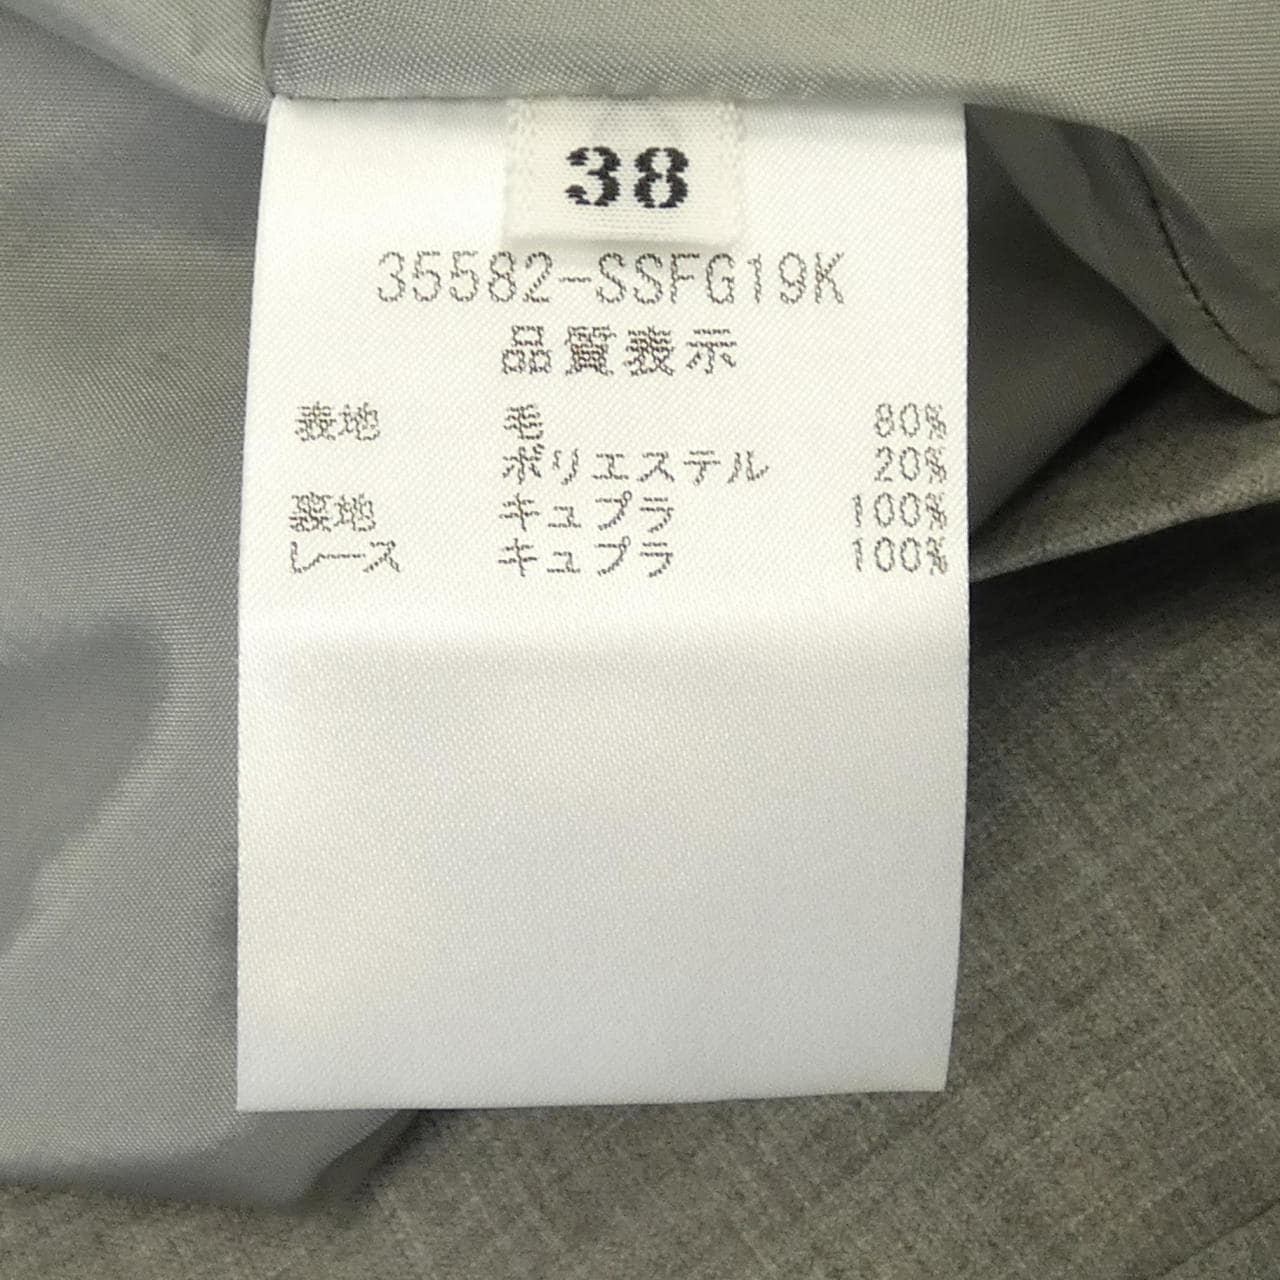 38
35582-SSFG19K
品質表示
表地 毛 80%
ポリエステル 20%
裏地 キュプラ 100%
レース キュプラ 100%